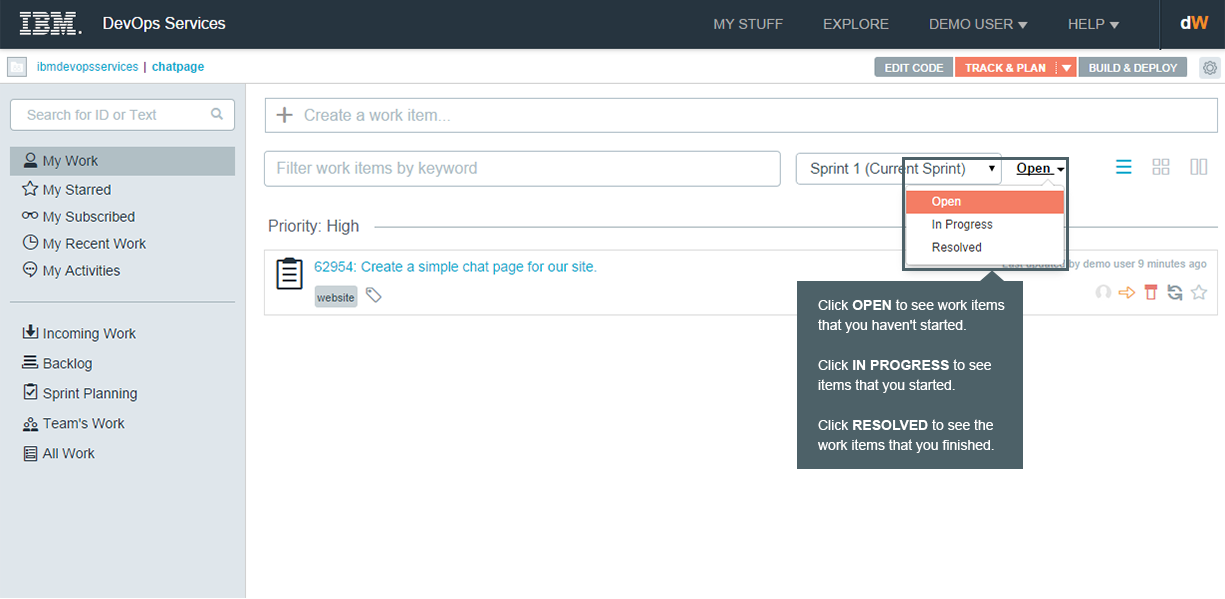 IBM. DevOps Services MY STUFF EXPLORE DEMO USER HELP dW
ibmdevopsservices | chatpage EDIT CODE TRACK & PLAN BUILD & DEPLOY
Search for ID or Text
My Work
My Starred
My Subscribed
My Recent Work
My Activities
Incoming Work
Backlog
Sprint Planning
Team's Work
All Work
Create a work item...
Filter work items by keyword Sprint 1 (Current Sprint) Open
Open
In Progress
Resolved
Priority: High
62954: Create a simple chat page for our site. Last updated by demo user 9 minutes ago
website
Click OPEN to see work items
that you haven't started.
Click IN PROGRESS to see
items that you started.
Click RESOLVED to see the
work items that you finished.